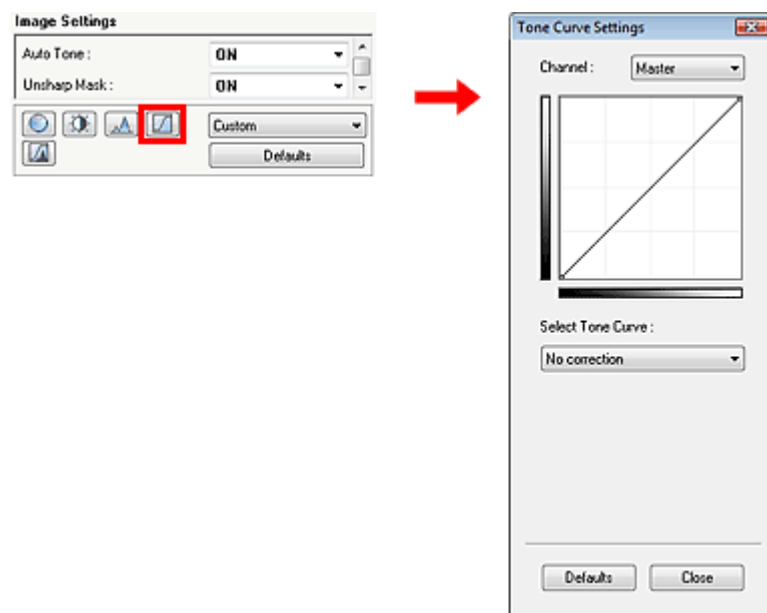 Image Settings
Auto Tone : ON
Unsharp Mask : ON
Custom
Defaults
Tone Curve Settings
Channel : Master
Select Tone Curve :
No correction
Defaults Close